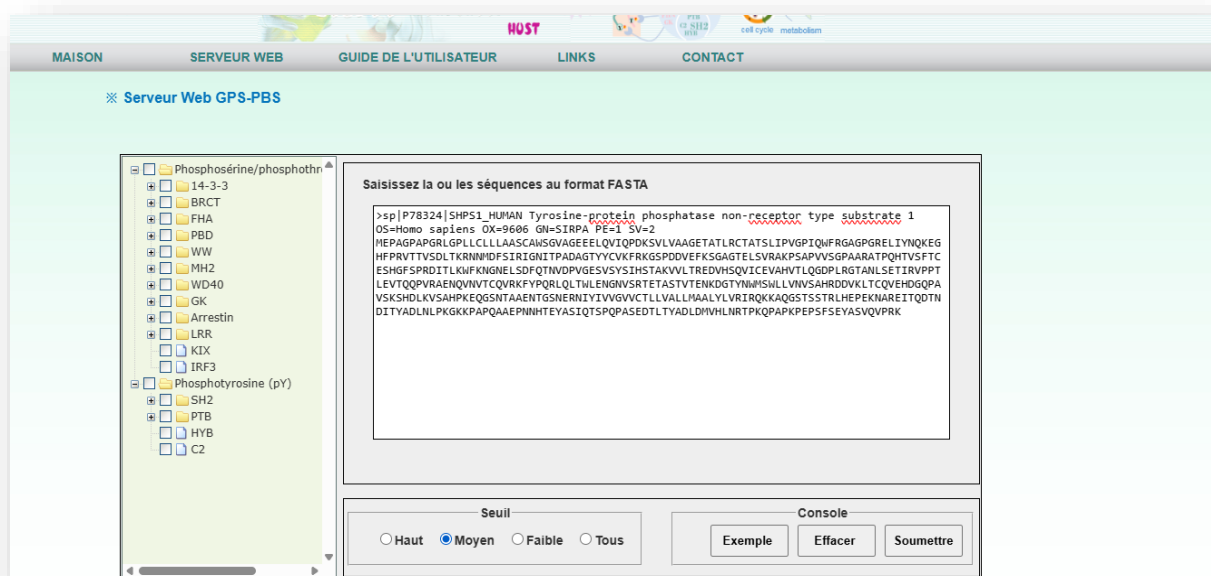 HOST
PTB
CI SH2
cell cycle metabolism
MAISON SERVEUR WEB GUIDE DE L'UTILISATEUR LINKS CONTACT
※ Serveur Web GPS-PBS
Phosphosérine/phosphothr
14-3-3
BRCT
FHA
PBD
WW
MH2
WD40
GK
Arrestin
LRR
KIX
IRF3
Phosphotyrosine (pY)
SH2
PTB
HYB
C2
Saisissez la ou les séquences au format FASTA
>sp|P78324|SHPS1_HUMAN Tyrosine-protein phosphatase non-receptor type substrate 1
OS=Homo sapiens OX=9606 GN=SIRPA PE=1 SV=2
MEPAGPAPGRLGPLLCLLLAASCAWSGVAGEEELQVIQPDKSVLVAAGETATLRCTATSLIPVGPIQWFRGAGPGRELIYNQKEG
HFPRVTTVSDLTKRNNMDFSIRIGNITPADAGTYYCVKFRKGSPDDVEFKSGAGTELSVRAKPSAPVVSGPAARATPQHTVSFTC
ESHGFSPRDITLKWFKNGNELSDFQTNVDPVGESVSYSIHSTAKVVLTREDVHSQVICEVAHVTLQGDPLRGTANLSETIRVPPT
LEVTQQPVRAENQVNVTCQVRKFYPQRLQLTWLENGNVSRTETASTVTENKDGTYNWMSWLLVNVSAHRDDVKLTCQVEHDGQPA
VSKSHDLKVSAHPKEQGSNTAAENTGSNERNIYIVVGVVCTLLVALLMAALYLVRIRQKKAQGSTSSTRLHEPEKNAREITQDTN
DITYADLNLPKGKKPAPQAAEPNNHTEYASIQTSPQPASEDTLTYADLDMVHLNRTPKQPAPKPEPSFSEYASVQVPRK
Seuil
Haut Moyen Faible Tous
Console
Exemple Effacer Soumettre